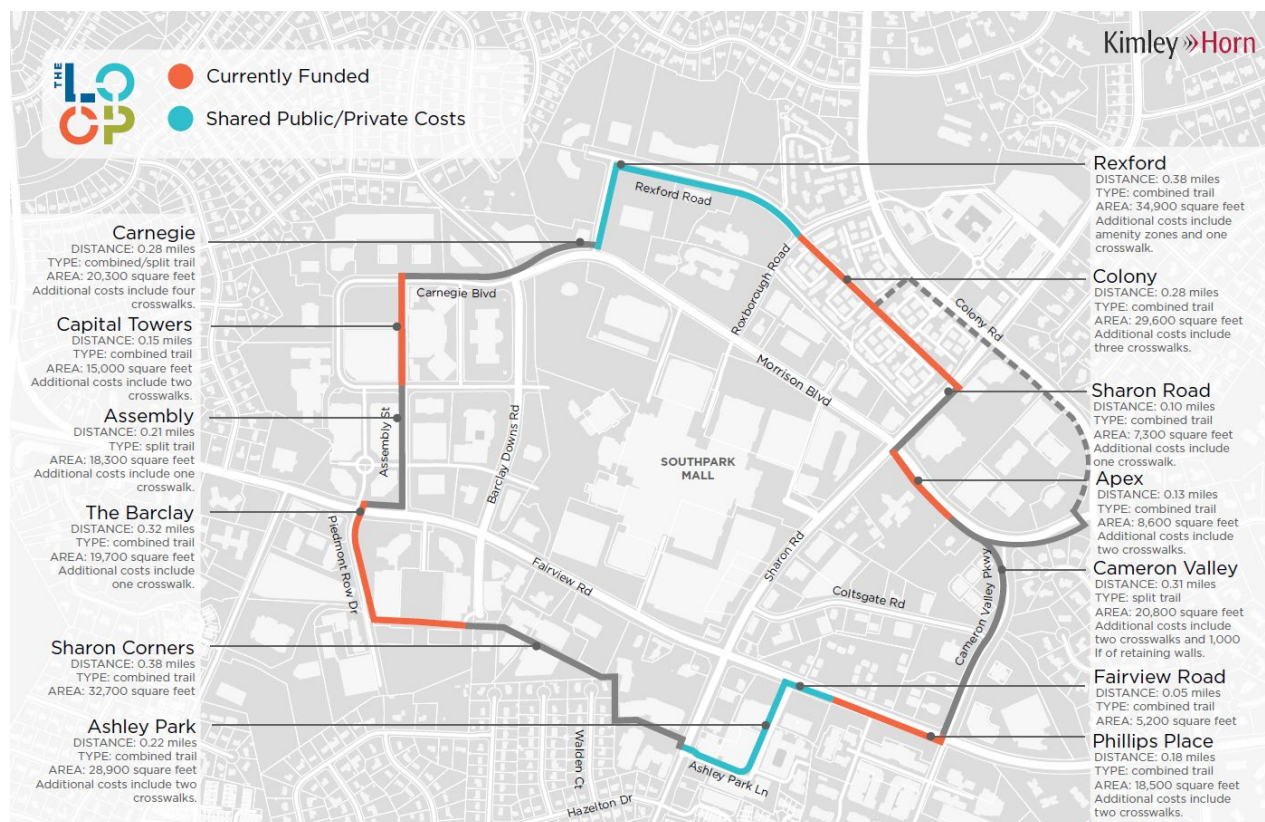 THE LOOP
Currently Funded
Shared Public/Private Costs
Kimley»Horn
Carnegie
DISTANCE: 0.28 miles
TYPE: combined/split trail
AREA: 20,300 square feet
Additional costs include four
crosswalks.
Capital Towers
DISTANCE: 0.15 miles
TYPE: combined trail
AREA: 15,000 square feet
Additional costs include two
crosswalks.
Assembly
DISTANCE: 0.21 miles
TYPE: split trail
AREA: 18,300 square feet
Additional costs include one
crosswalk.
The Barclay
DISTANCE: 0.32 miles
TYPE: combined trail
AREA: 19,700 square feet
Additional costs include
one crosswalk.
Sharon Corners
DISTANCE: 0.38 miles
TYPE: combined trail
AREA: 32,700 square feet
Ashley Park
DISTANCE: 0.22 miles
TYPE: combined trail
AREA: 28,900 square feet
Additional costs include two
crosswalks.
Rexford Road
Roxborough Road
Carnegie Blvd
Colony Rd
Morrison Blvd
Assembly St
Barclay Downs Rd
SOUTHPARK
MALL
Piedmont Row Dr
Fairview Rd
Sharon Rd
Coltsgate Rd
Cameron Valley Pkwy
Walden Ct
Ashley Park Ln
Hazelton Dr
Rexford
DISTANCE: 0.38 miles
TYPE: combined trail
AREA: 34,900 square feet
Additional costs include
amenity zones and one
crosswalk.
Colony
DISTANCE: 0.28 miles
TYPE: combined trail
AREA: 29,600 square feet
Additional costs include
three crosswalks.
Sharon Road
DISTANCE: 0.10 miles
TYPE: combined trail
AREA: 7,300 square feet
Additional costs include
one crosswalk.
Apex
DISTANCE: 0.13 miles
TYPE: combined trail
AREA: 8,600 square feet
Additional costs include
two crosswalks.
Cameron Valley
DISTANCE: 0.31 miles
TYPE: split trail
AREA: 20,800 square feet
Additional costs include
two crosswalks and 1,000
lf of retaining walls.
Fairview Road
DISTANCE: 0.05 miles
TYPE: combined trail
AREA: 5,200 square feet
Phillips Place
DISTANCE: 0.18 miles
TYPE: combined trail
AREA: 18,500 square feet
Additional costs include
two crosswalks.